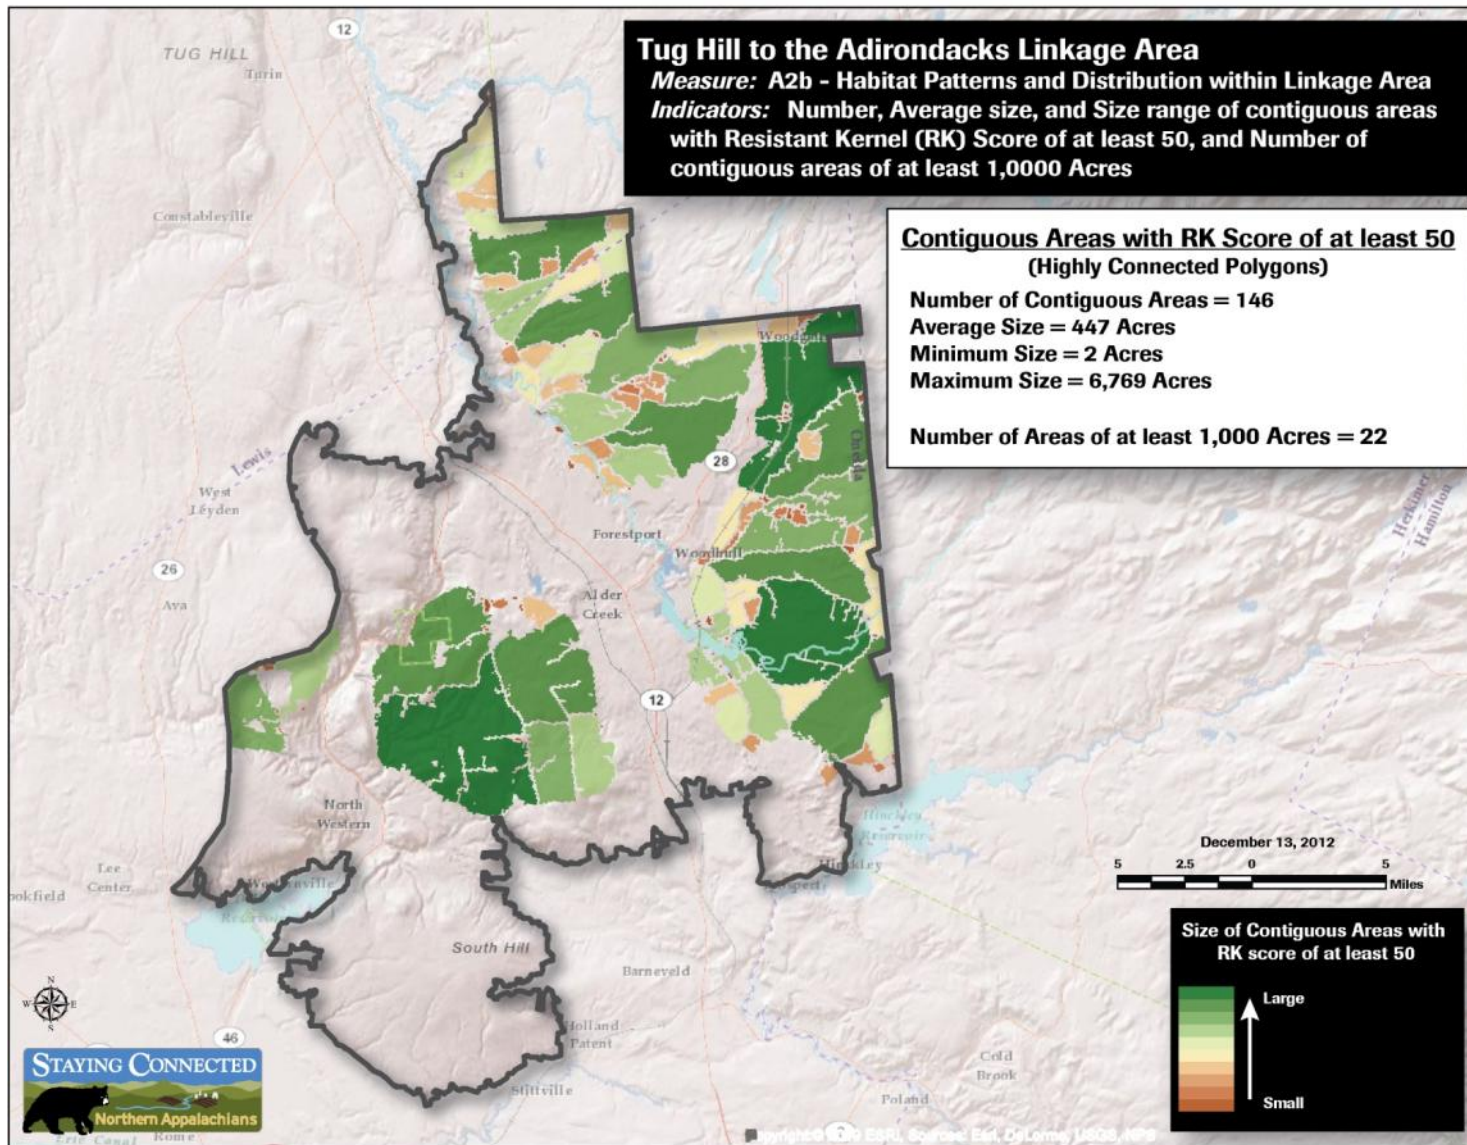 12
TUG HILL
Turin
Tug Hill to the Adirondacks Linkage Area
Measure: A2b - Habitat Patterns and Distribution within Linkage Area
Indicators: Number, Average size, and Size range of contiguous areas
with Resistant Kernel (RK) Score of at least 50, and Number of
contiguous areas of at least 1,0000 Acres
Constableville
Contiguous Areas with RK Score of at least 50
(Highly Connected Polygons)
Number of Contiguous Areas = 146
Average Size = 447 Acres
Minimum Size = 2 Acres
Maximum Size = 6,769 Acres
Number of Areas of at least 1,000 Acres = 22
Woodgate
Oneida
Lewis
28
West
Leyden
Herkimer
Hamilton
Forestport
Woodhull
26
Ava
Alder
Creek
12
North
Western
Hinckley
Reservoir
December 13, 2012
5 2.5 0 5
Miles
Lee
Center
Hinckley
Reservoir
South Hill
Barneveld
Size of Contiguous Areas with
RK score of at least 50
Large
Small
N
W E
S
46
Holland
Patent
STAYING CONNECTED
Northern Appalachians
Stittville
Cold
Brook
Poland
Erie Canal
Rome